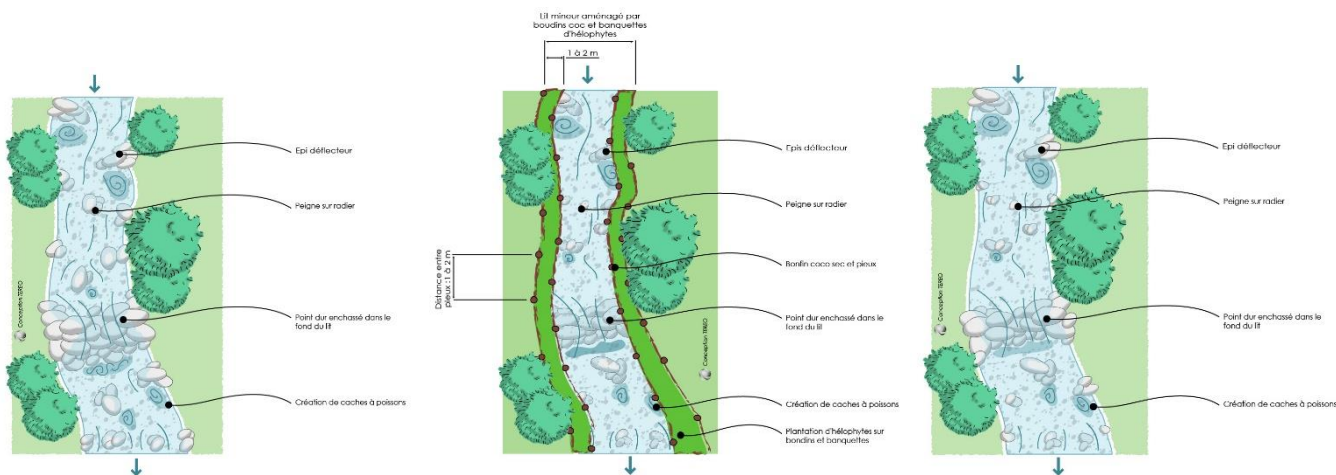 Epi déflecteur
Peigne sur radier
Point dur enchassé dans le
fond du lit
Création de caches à poissons
Conception TEREO
Lit mineur aménagé par
boudins coc et banquettes
d'hélophytes
1 à 2 m
Epis déflecteur
Peigne sur radier
Distance entre
pieux : 1 à 2 m
Bonfin coco sec et pieux
Point dur enchassé dans le
fond du lit
Conception TEREO
Création de caches à poissons
Plantation d'hélophytes sur
bondins et banquettes
Epi déflecteur
Peigne sur radier
Conception TEREO
Point dur enchassé dans le
fond du lit
Création de caches à poissons